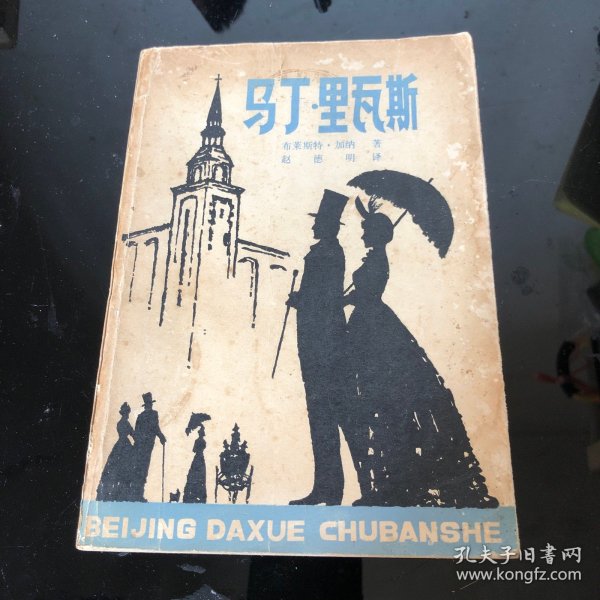 马丁·里瓦斯
布莱斯特·加纳 著
赵德明 译
BEIJING DAXUE CHUBANSHE
孔夫子旧书网
www.kongfz.com